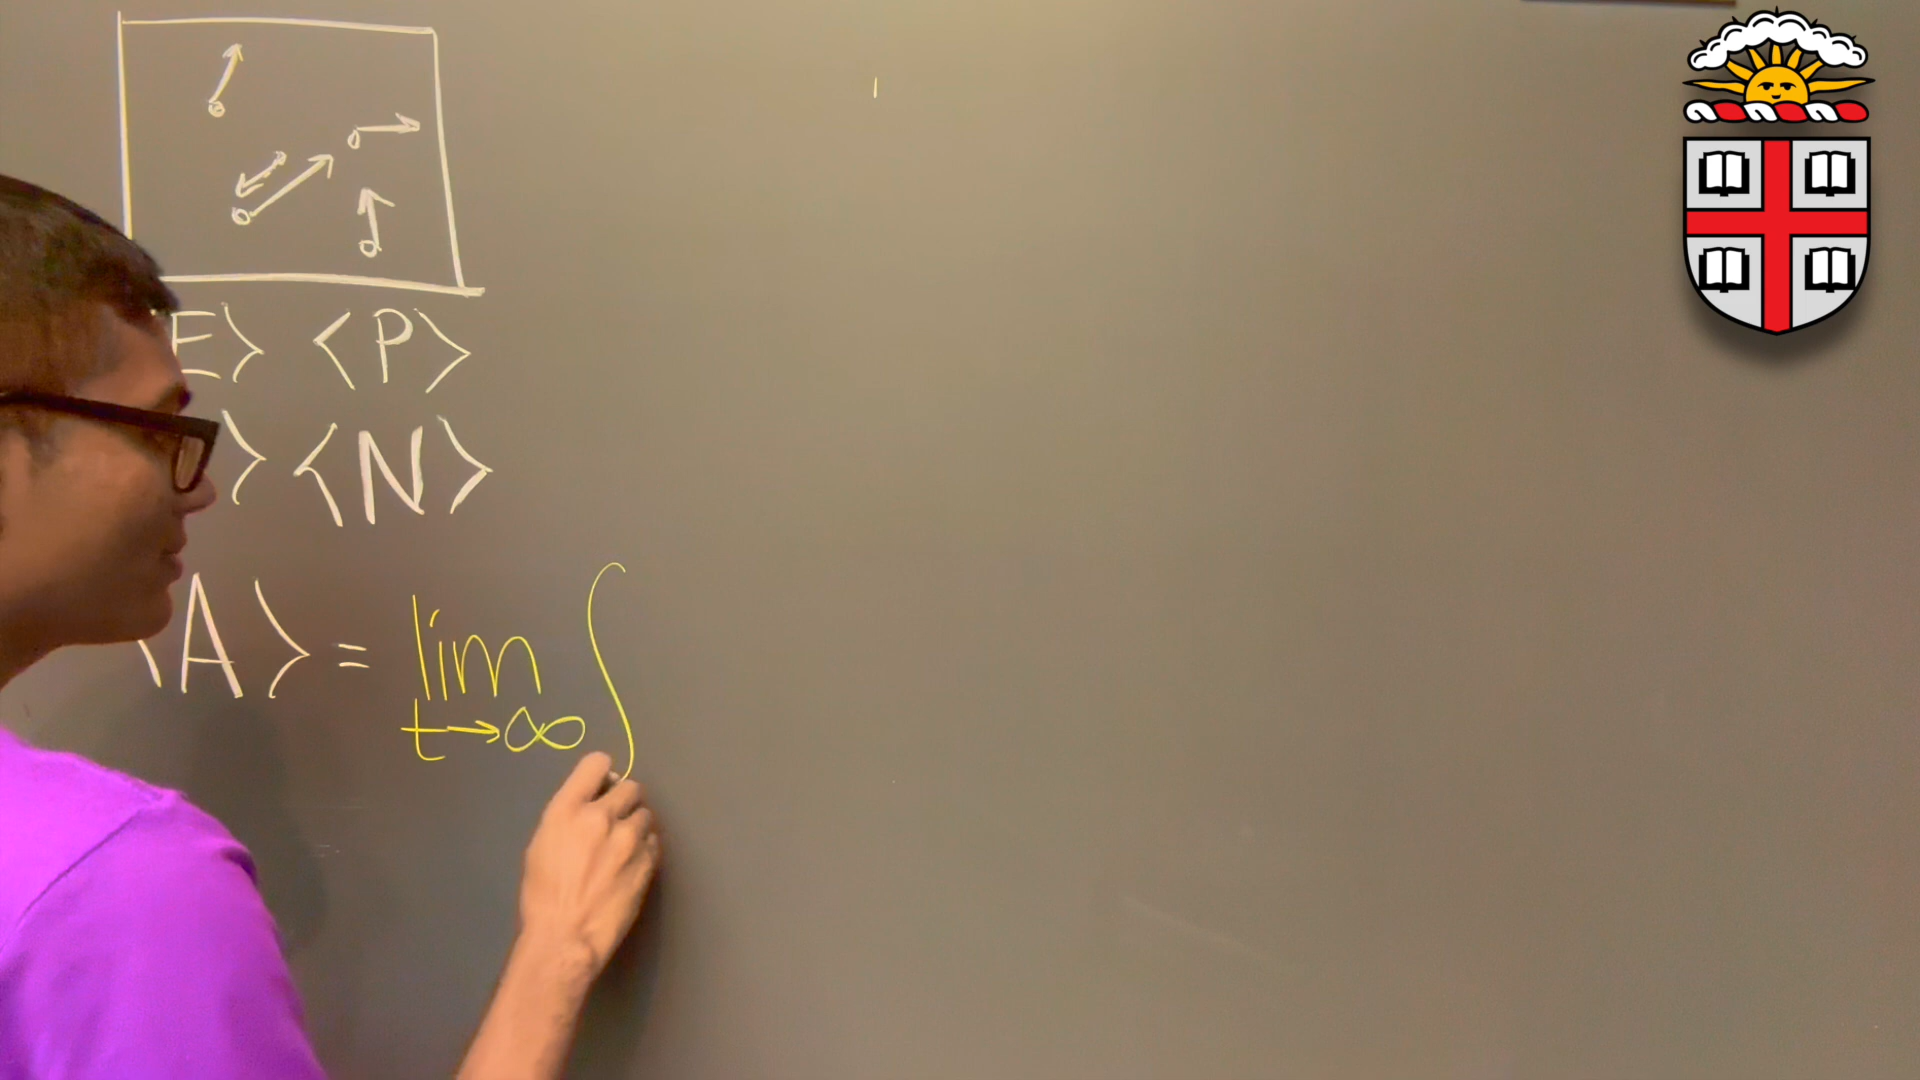 E⟩ ⟨P⟩
⟩ ⟨N⟩
⟨A⟩ = lim ∫
t→∞